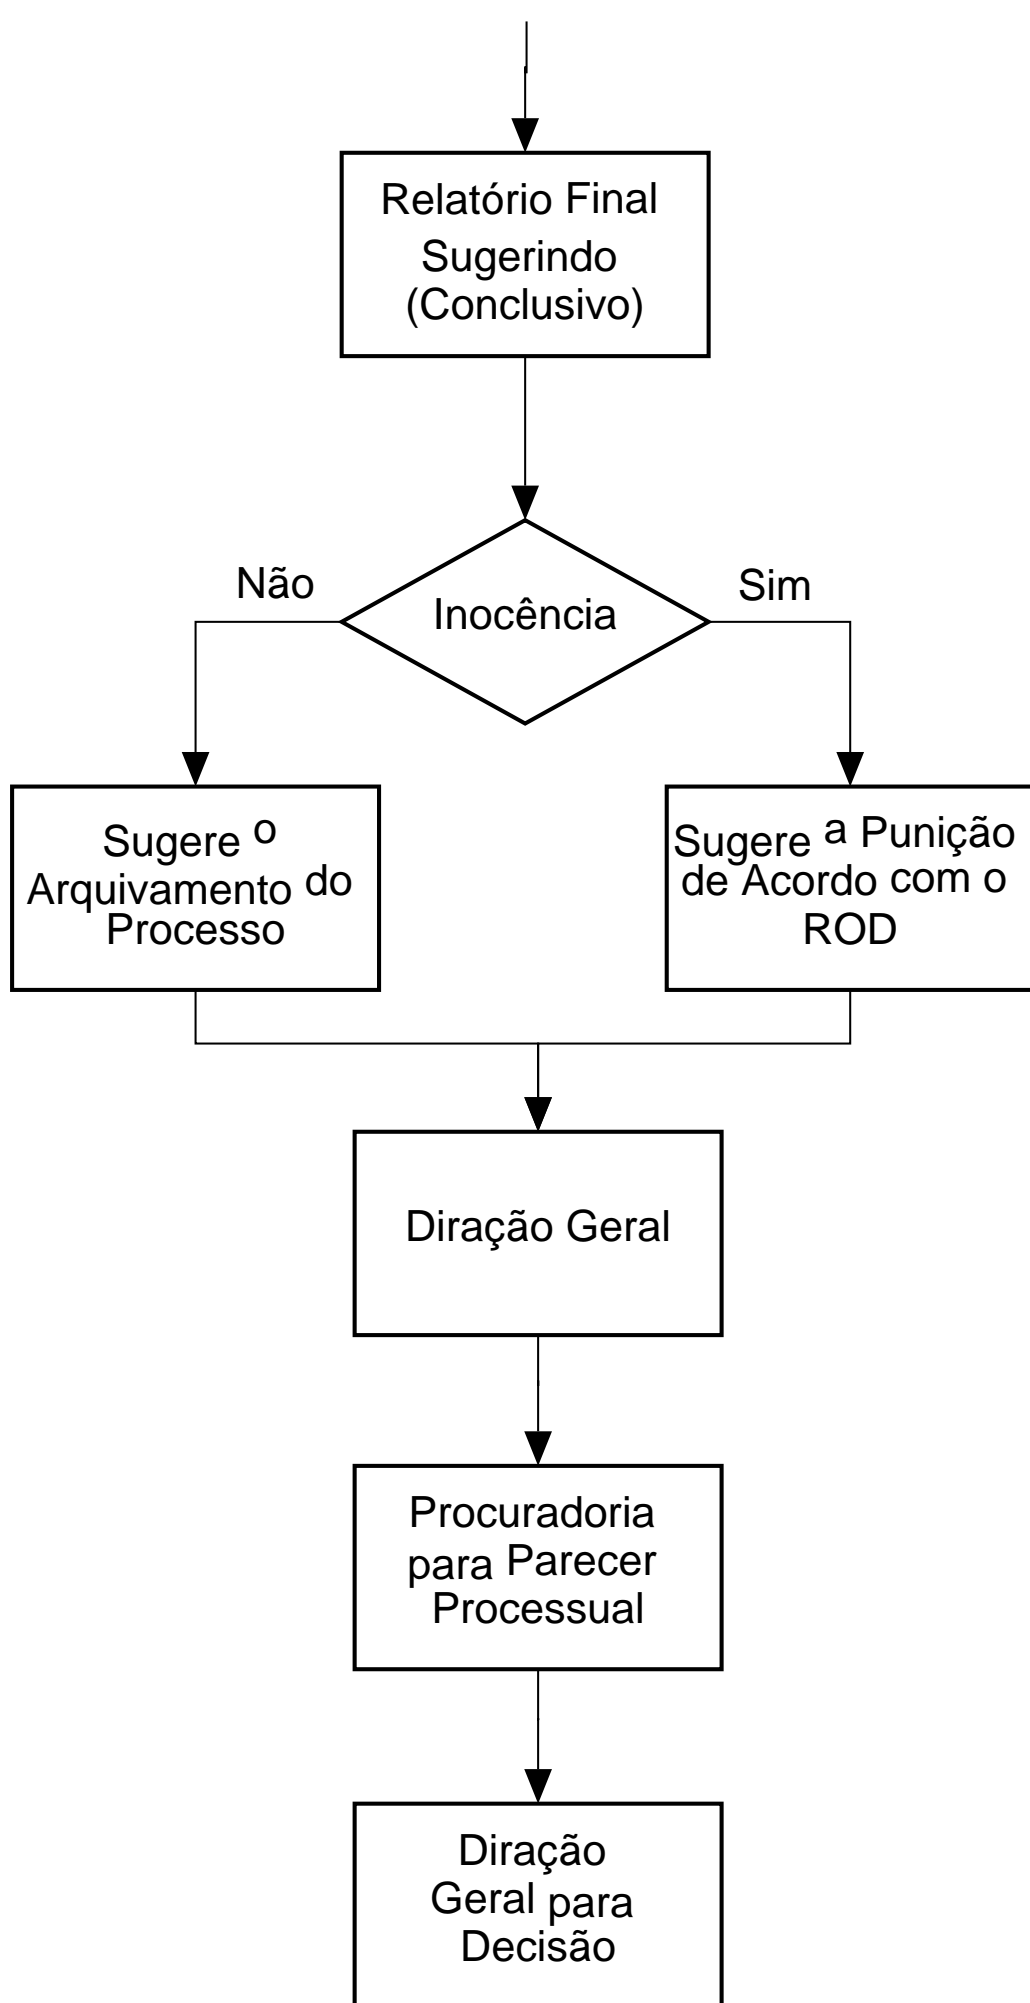 Relatório Final
Sugerindo
(Conclusivo)
Não
Sim
Inocência
Sugere o
Arquivamento do
Processo
Sugere a Punição
de Acordo com o
ROD
Diração Geral
Procuradoria
para Parecer
Processual
Diração
Geral para
Decisão